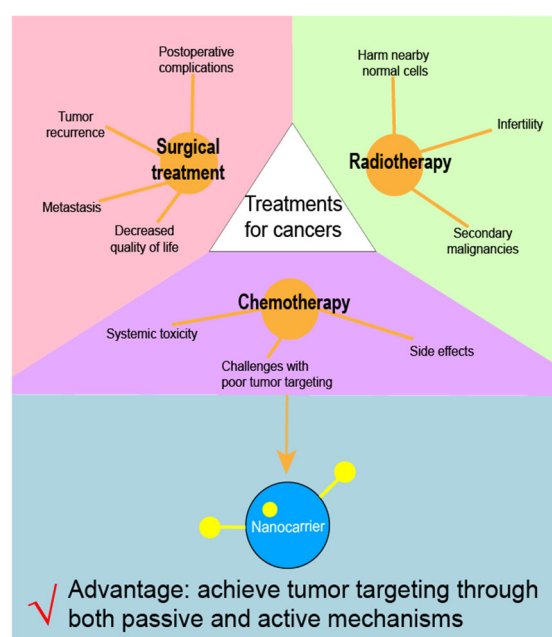 Postoperative
complications
Tumor
recurrence
Surgical
treatment
Metastasis
Decreased
quality of life
Harm nearby
normal cells
Infertility
Radiotherapy
Secondary
malignancies
Treatments
for cancers
Chemotherapy
Systemic toxicity
Challenges with
poor tumor targeting
Side effects
Nanocarrier
√ Advantage: achieve tumor targeting through
both passive and active mechanisms